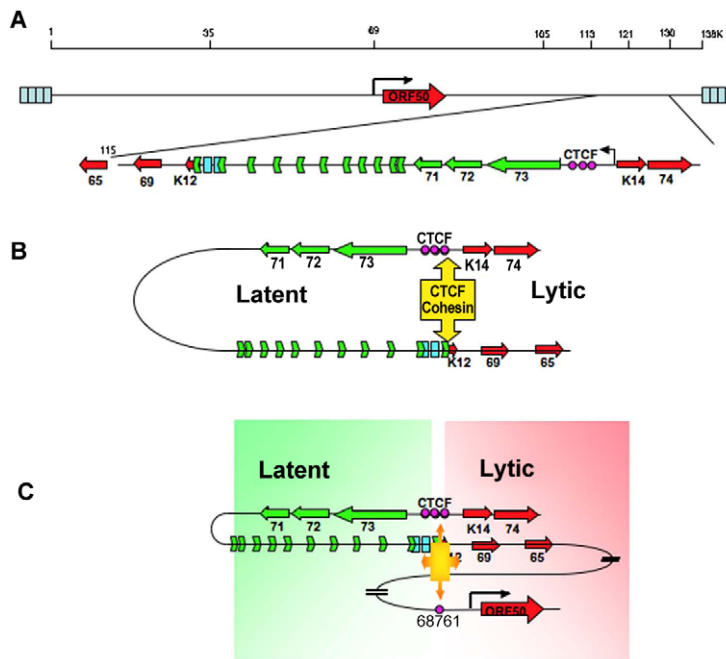 A
1 35 69 105 113 121 130 138K
ORF50
115
CTCF
65 69 K12 71 72 73 K14 74
B
CTCF
71 72 73 K14 74
Latent CTCF Cohesin Lytic
K12 69 65
C
Latent Lytic
CTCF
71 72 73 K14 74
69 65
68761 ORF50